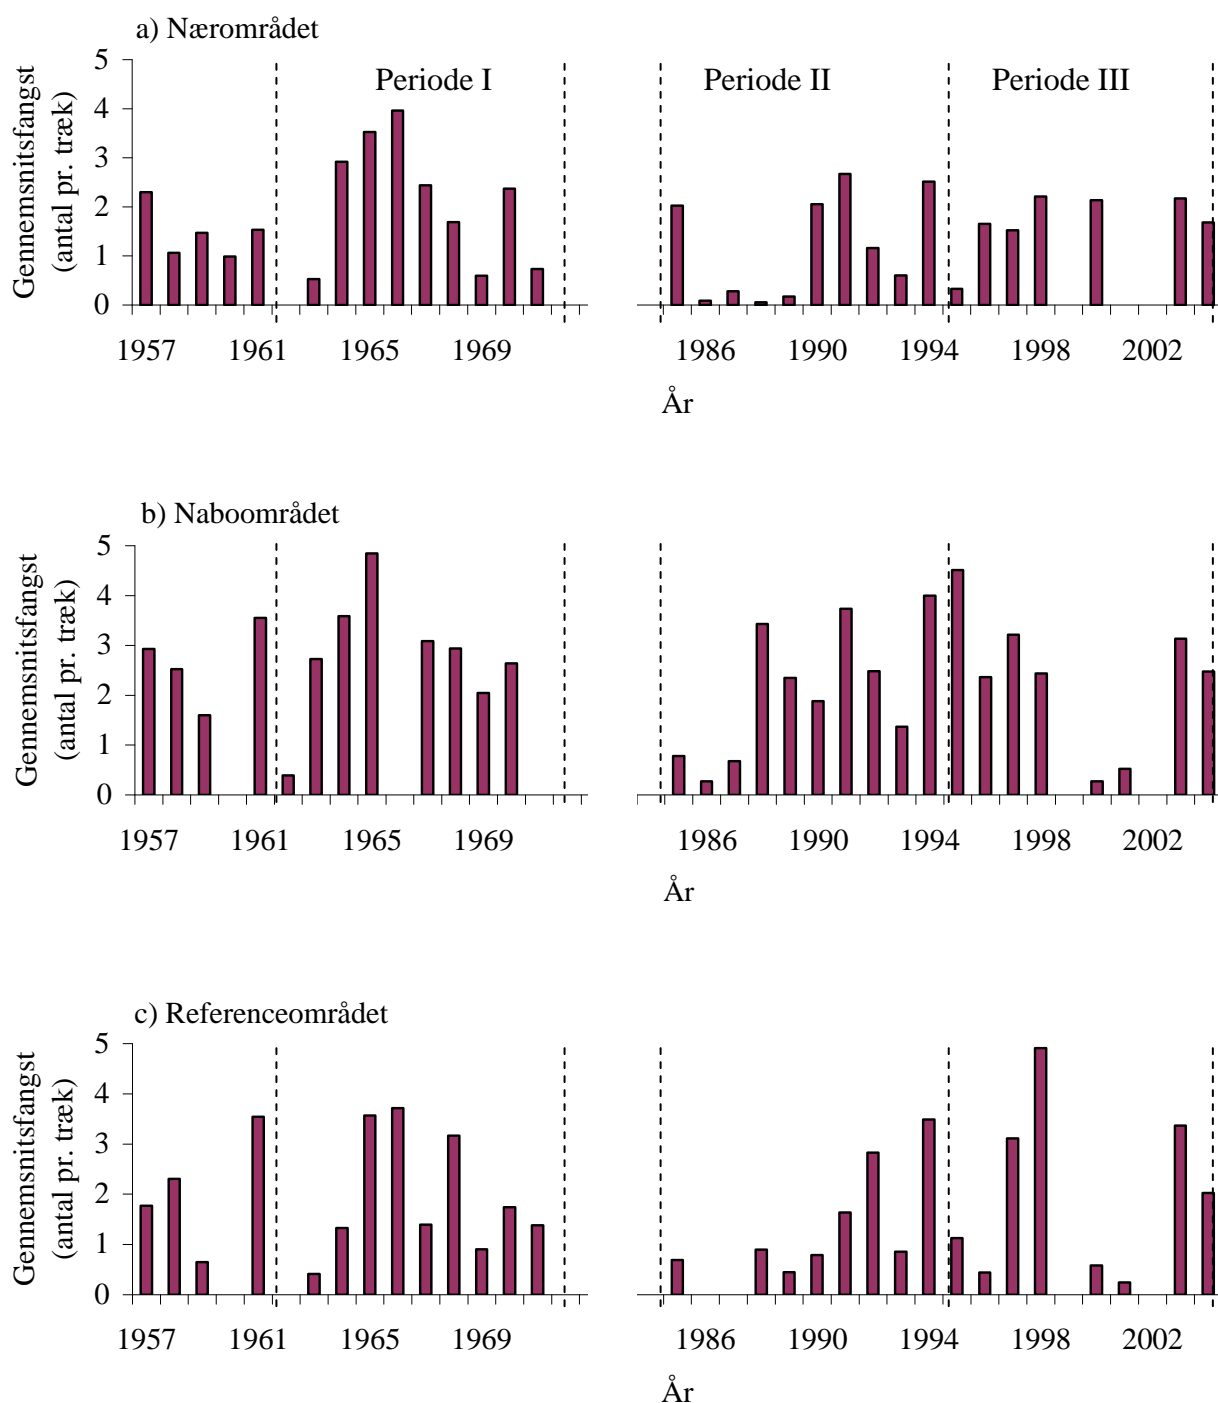 a) Nærområdet
Gennemsnitsfangst
(antal pr. træk)
5
4
3
2
1
0
Periode I
Periode II
Periode III
1957 1961 1965 1969 1986 1990 1994 1998 2002
År
b) Naboområdet
Gennemsnitsfangst
(antal pr. træk)
5
4
3
2
1
0
1957 1961 1965 1969 1986 1990 1994 1998 2002
År
c) Referenceområdet
Gennemsnitsfangst
(antal pr. træk)
5
4
3
2
1
0
1957 1961 1965 1969 1986 1990 1994 1998 2002
År